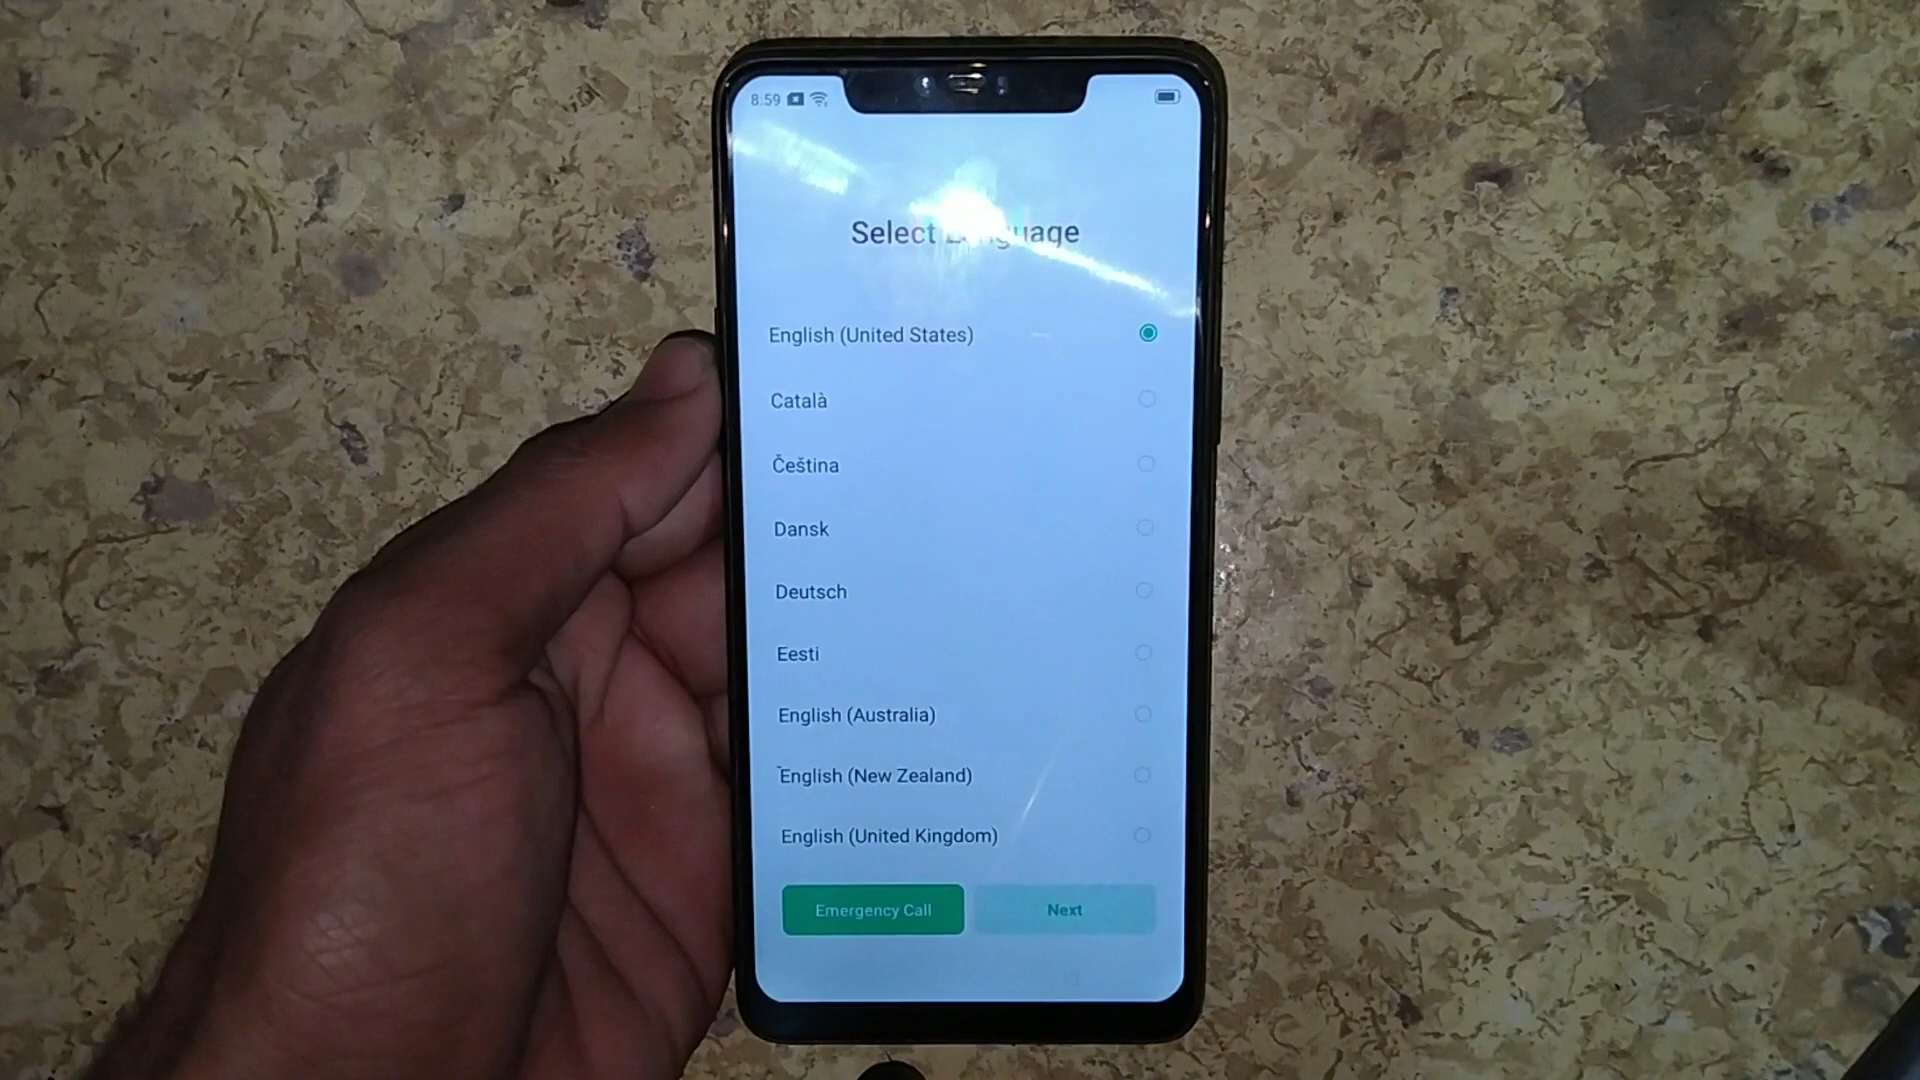 8:59
Select Language
English (United States)
Català
Čeština
Dansk
Deutsch
Eesti
English (Australia)
English (New Zealand)
English (United Kingdom)
Emergency Call
Next